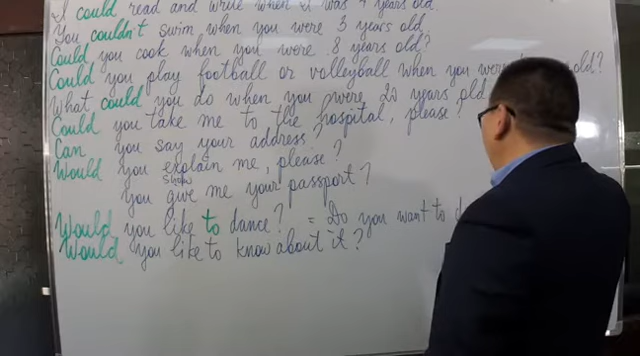 I could read and write when I was 4 years old.
You couldn't swim when you were 3 years old
Could you cook when you were 8 years old?
Could you play football or volleyball when you were old?
What could you do when you were 20 years old
Could you take me to the hospital, please?
Can you say your address?
Would you explain me, please?
show
you give me your passport?
Would you like to dance? = Do you want to
Would you like to know about it?